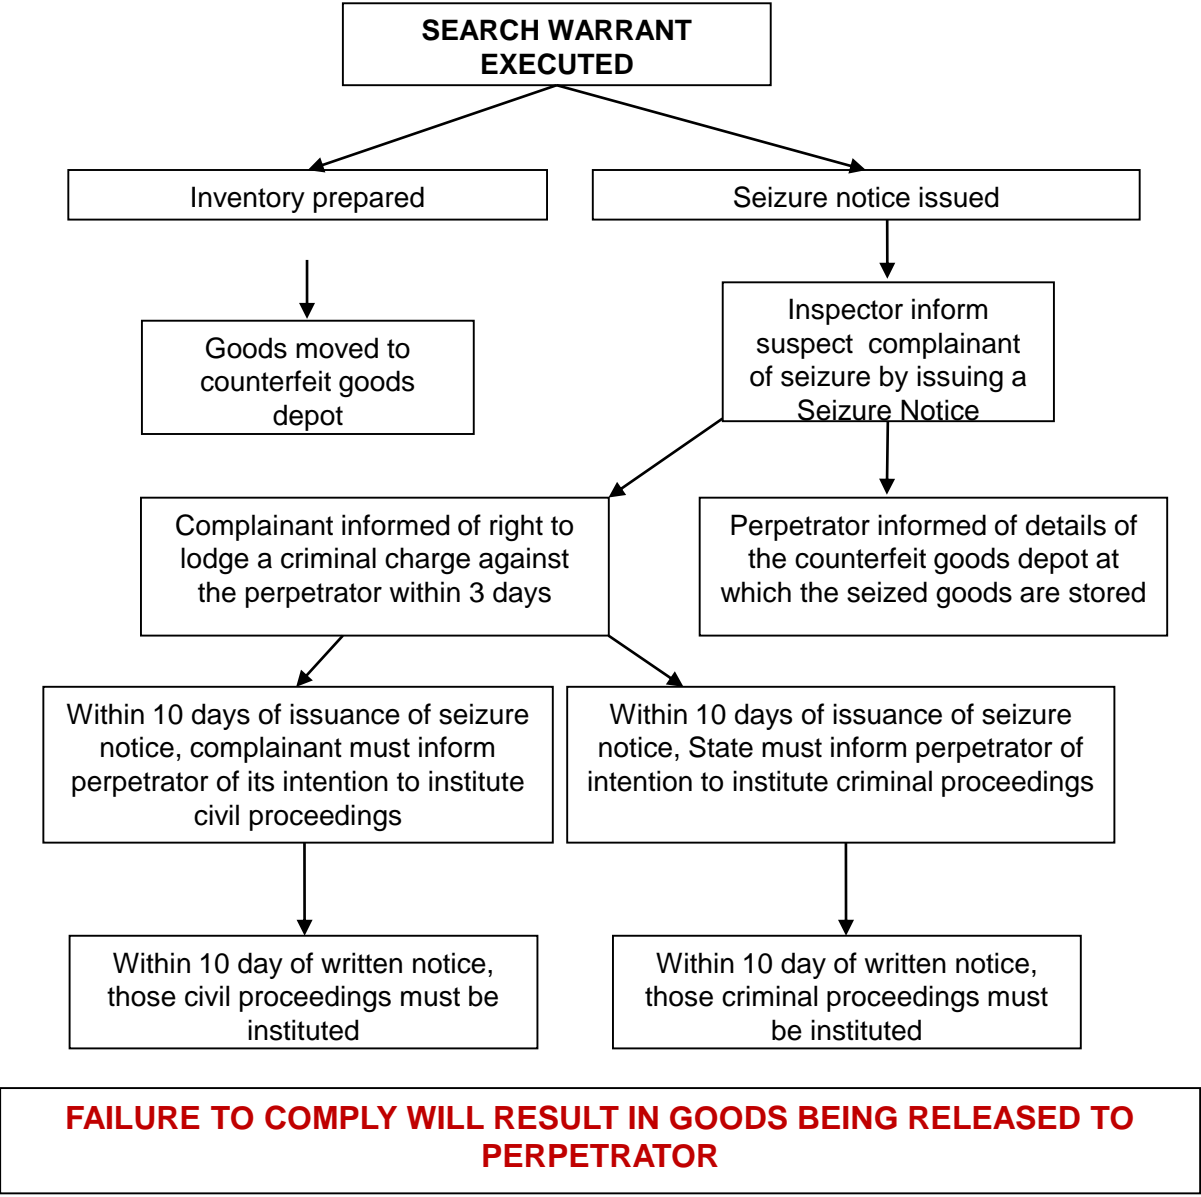 SEARCH WARRANT
EXECUTED
Inventory prepared
Seizure notice issued
Goods moved to
counterfeit goods
depot
Inspector inform
suspect  complainant
of seizure by issuing a
Seizure Notice
Complainant informed of right to
lodge a criminal charge against
the perpetrator within 3 days
Perpetrator informed of details of
the counterfeit goods depot at
which the seized goods are stored
Within 10 days of issuance of seizure
notice, complainant must inform
perpetrator of its intention to institute
civil proceedings
Within 10 days of issuance of seizure
notice, State must inform perpetrator of
intention to institute criminal proceedings
Within 10 day of written notice,
those civil proceedings must be
instituted
Within 10 day of written notice,
those criminal proceedings must
be instituted
FAILURE TO COMPLY WILL RESULT IN GOODS BEING RELEASED TO
PERPETRATOR